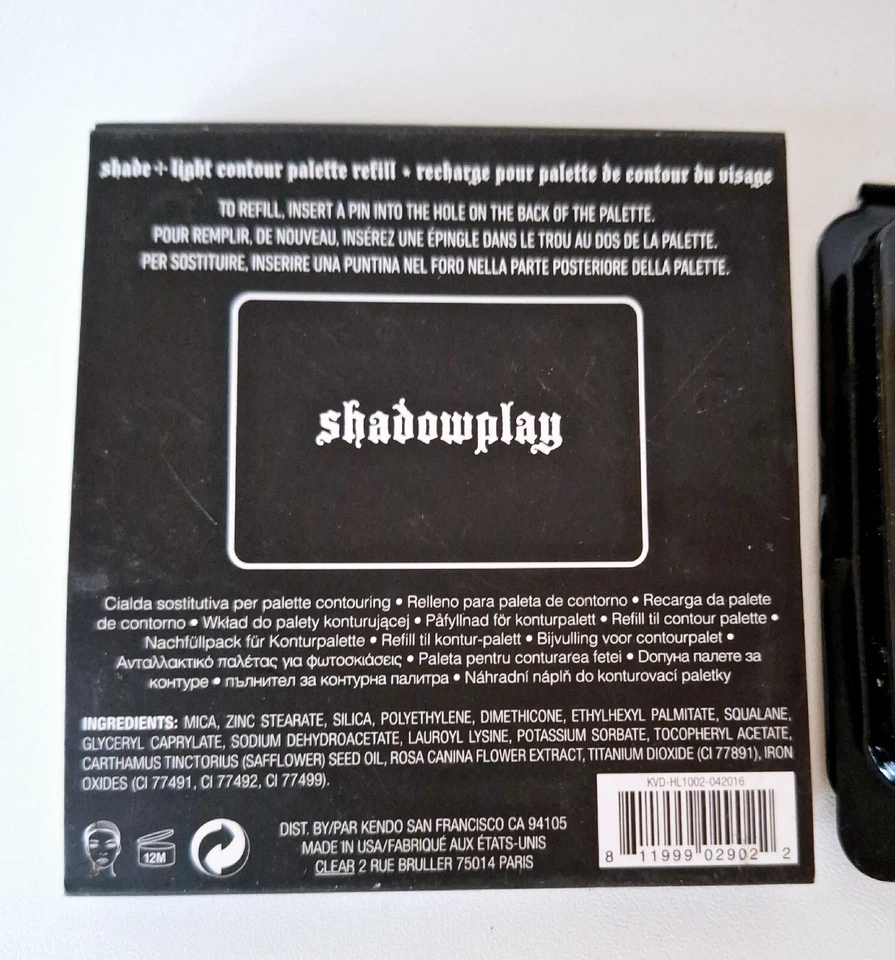 shade + light contour palette refill • recharge pour palette de contour du visage
TO REFILL, INSERT A PIN INTO THE HOLE ON THE BACK OF THE PALETTE.
POUR REMPLIR, DE NOUVEAU, INSÉREZ UNE ÉPINGLE DANS LE TROU AU DOS DE LA PALETTE.
PER SOSTITUIRE, INSERIRE UNA PUNTINA NEL FORO NELLA PARTE POSTERIORE DELLA PALETTE.
shadowplay
Cialda sostitutiva per palette contouring • Relleno para paleta de contorno • Recarga da palete
de contorno • Wkład do palety konturującej • Påfyllnad för konturpalett • Refill til contour palette •
Nachfüllpack für Konturpalette • Refill til kontur-palett • Bijvulling voor contourpalet •
Ανταλλακτικό παλέτας για φωτοσκιάσεις • Paleta pentru conturarea fetei • Допуна палете за
контуре • пълнител за контурна палитра • Náhradní náplň do konturovací paletky
INGREDIENTS: MICA, ZINC STEARATE, SILICA, POLYETHYLENE, DIMETHICONE, ETHYLHEXYL PALMITATE, SQUALANE,
GLYCERYL CAPRYLATE, SODIUM DEHYDROACETATE, LAUROYL LYSINE, POTASSIUM SORBATE, TOCOPHERYL ACETATE,
CARTHAMUS TINCTORIUS (SAFFLOWER) SEED OIL, ROSA CANINA FLOWER EXTRACT, TITANIUM DIOXIDE (CI 77891), IRON
OXIDES (CI 77491, CI 77492, CI 77499).
KVD-HL1002-042016
12M
DIST. BY/PAR KENDO SAN FRANCISCO CA 94105
MADE IN USA/FABRIQUÉ AUX ÉTATS-UNIS
CLEAR 2 RUE BRULLER 75014 PARIS
8 11999 02902 2